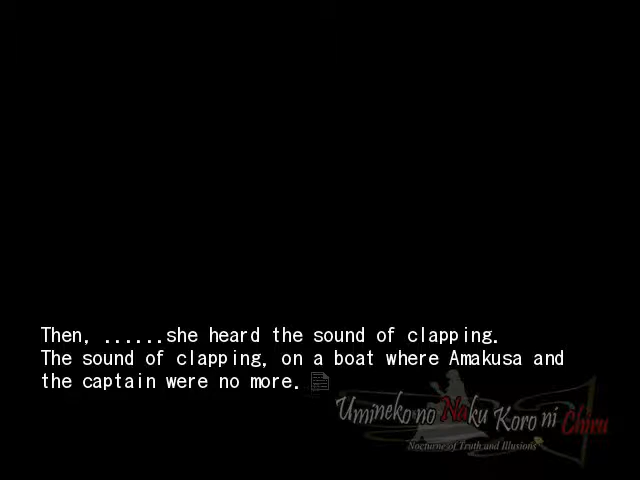 Then, ......she heard the sound of clapping.
The sound of clapping, on a boat where Amakusa and
the captain were no more.
Umineko no Naku Koro ni Chiru
Nocturne of Truth and Illusions